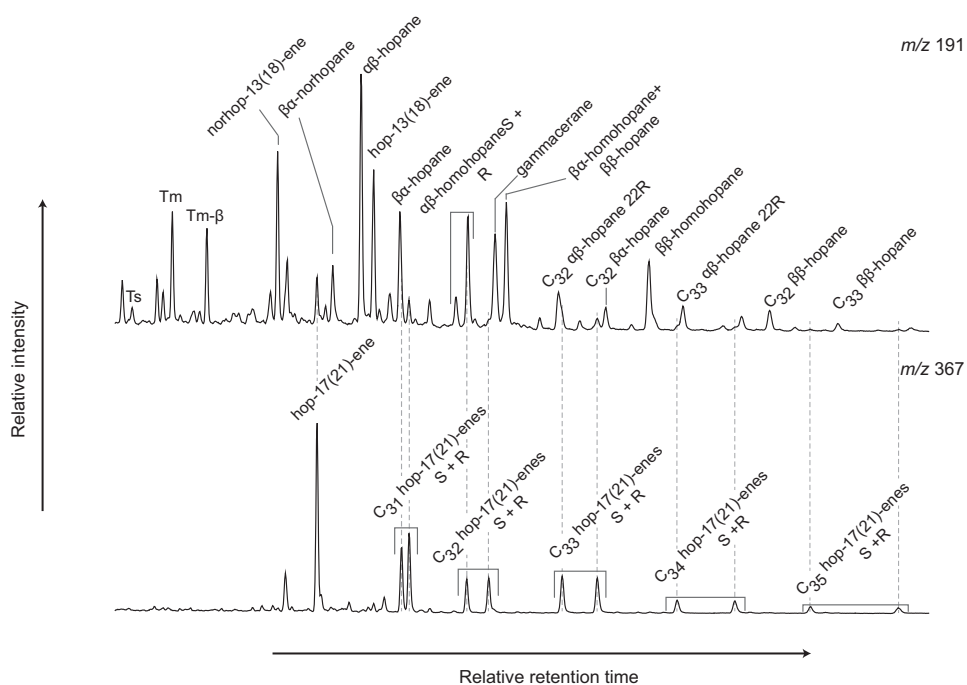 m/z 191
norhop-13(18)-ene
βα-norhopane
αβ-hopane
hop-13(18)-ene
βα-hopane
αβ-homohopaneS +
R
gammacerane
βα-homohopane+
ββ-hopane
Tm
Tm-β
Ts
C32 αβ-hopane 22R
C32 βα-hopane
ββ-homohopane
C33 αβ-hopane 22R
C32 ββ-hopane
C33 ββ-hopane
Relative intensity
m/z 367
hop-17(21)-ene
C31 hop-17(21)-enes
S + R
C32 hop-17(21)-enes
S + R
C33 hop-17(21)-enes
S + R
C34 hop-17(21)-enes
S +R
C35 hop-17(21)-enes
S +R
Relative retention time